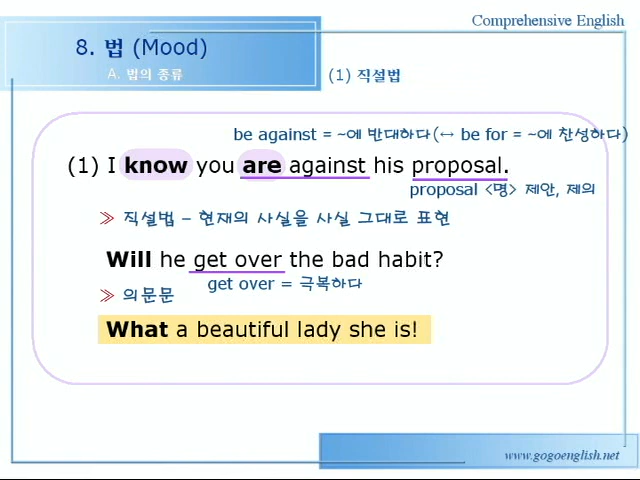 Comprehensive English
8. 법 (Mood)
A. 법의 종류
(1) 직설법
be against = ~에 반대하다(↔ be for = ~에 찬성하다)
(1) I know you are against his proposal.
proposal <명> 제안, 제의
≫ 직설법 – 현재의 사실을 사실 그대로 표현
Will he get over the bad habit?
get over = 극복하다
≫ 의문문
What a beautiful lady she is!
www.gogoenglish.net